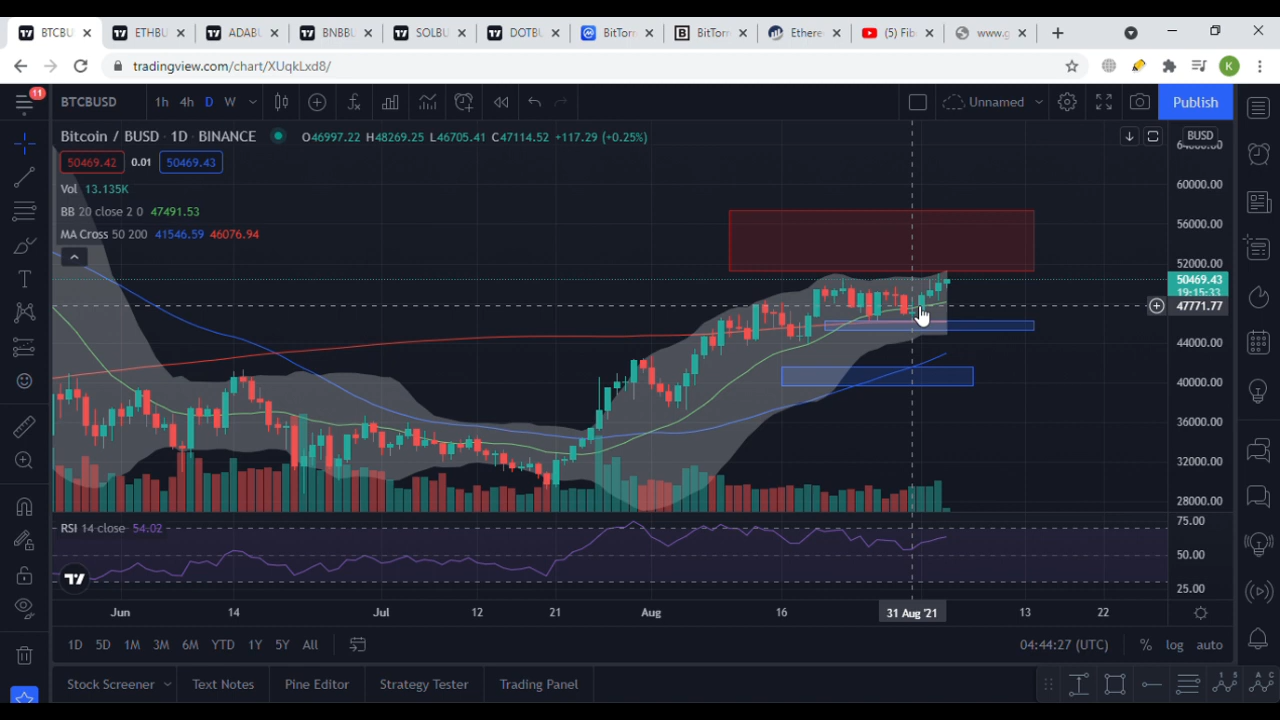 BTCBU
ETHBU
ADABU
BNBBU
SOLBU
DOTBU
BitTorr
BitTorr
Ethere
(5) Fib
www.g
tradingview.com/chart/XUqkLxd8/
K
11
BTCBUSD 1h 4h D W Unnamed Publish
Bitcoin / BUSD · 1D · BINANCE O46997.22 H48269.25 L46705.41 C47114.52 +117.29 (+0.25%) BUSD
50469.42 0.01 50469.43
Vol 13.135K
BB 20 close 2 0 47491.53
MA Cross 50 200 41546.59 46076.94
64000.00
60000.00
56000.00
52000.00
50469.43
19:15:33
47771.77
44000.00
40000.00
36000.00
32000.00
28000.00
RSI 14 close 54.02
75.00
50.00
25.00
Jun 14 Jul 12 21 Aug 16 31 Aug '21 13 22
1D 5D 1M 3M 6M YTD 1Y 5Y All 04:44:27 (UTC) % log auto
Stock Screener Text Notes Pine Editor Strategy Tester Trading Panel